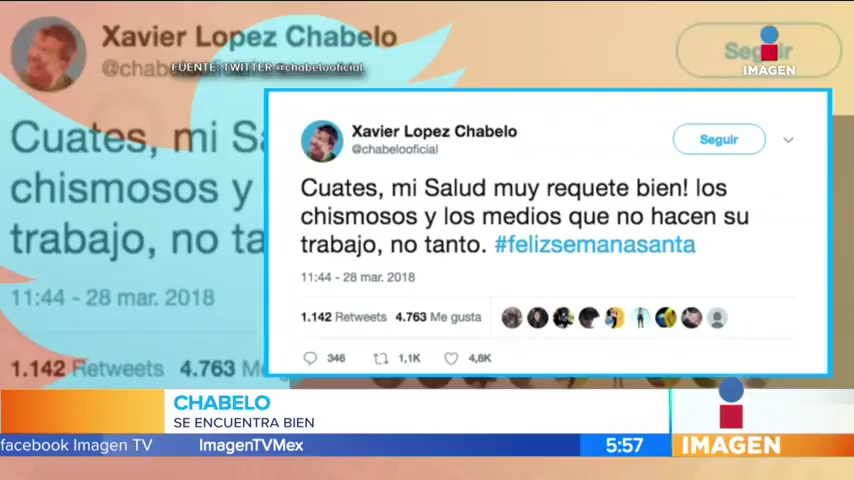 Xavier Lopez Chabelo
@chabe
FUENTE: TWITTER @chabelooficial
Seguir
IMAGEN
Cuates, mi Sa
chismosos y
trabajo, no ta
11:44 - 28 mar. 2018
1.142 Retweets 4.763 Me
Xavier Lopez Chabelo
@chabelooficial
Seguir
Cuates, mi Salud muy requete bien! los
chismosos y los medios que no hacen su
trabajo, no tanto. #felizsemanasanta
11:44 - 28 mar. 2018
1.142 Retweets 4.763 Me gusta
346 1,1K 4,8K
CHABELO
SE ENCUENTRA BIEN
facebook Imagen TV ImagenTVMex 5:57
IMAGEN